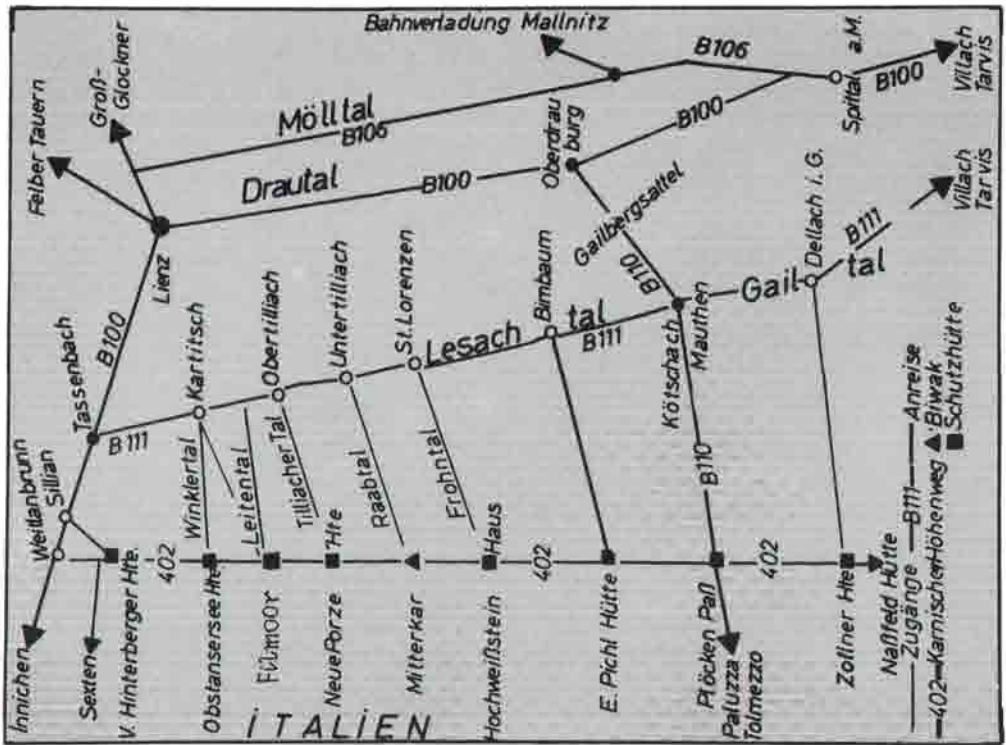 Bahnverladung Mallnitz
Felber Tauern
Groß-
Glockner
Mölltal
B106
B106
a.M.
Spittal
B100
Villach
Tarvis
Drautal
B100
Oberdrau
burg
B100
Lienz
B100
Gailbergsattel
B110
Dellach i.G.
B111
Villach
Tarvis
Gail
tal
Weitlanbrunn
Sillian
Tassenbach
B111
Kartitsch
Obertilliach
Untertilliach
St.Lorenzen
Lesach
tal
B111
Birnbaum
Kötschach
Mauthen
Winklertal
Leitental
Tilliacher Tal
Raabtal
Frohntal
B110
402
402
402
Innichen
Sexten
V. Hinterberger Hte.
Obstansersee Hte.
Filmoor
Neue Porze
Hte
Mitterkar
Hochweißstein
Haus
E. Pichl Hütte
Plöcken Paß
Paluzza
Tolmezzo
Zollner Hte
Naßfeld Hütte
ITALIEN
Zugänge
B111
Anreise
402
Karnischer Höhenweg
Biwak
Schutzhütte